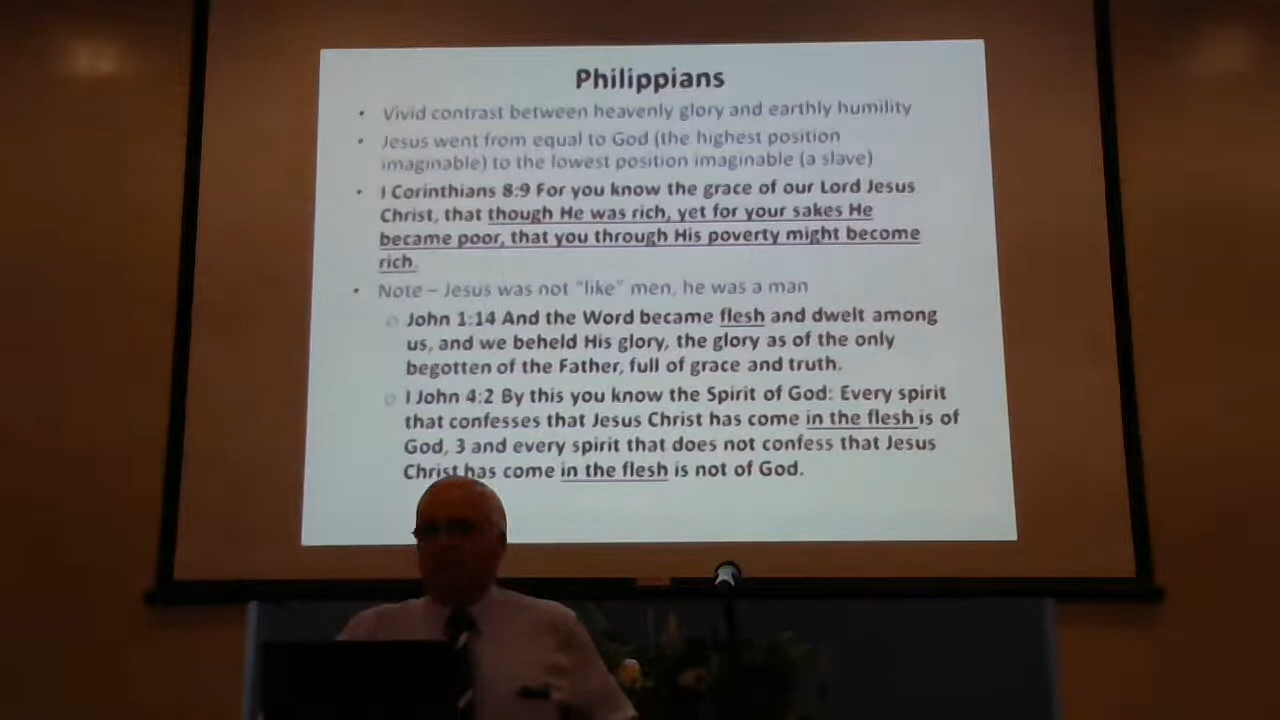 Philippians
• Vivid contrast between heavenly glory and earthly humility
• Jesus went from equal to God (the highest position
imaginable) to the lowest position imaginable (a slave)
• I Corinthians 8:9 For you know the grace of our Lord Jesus
Christ, that though He was rich, yet for your sakes He
became poor, that you through His poverty might become
rich.
• Note – Jesus was not "like" men, he was a man
o John 1:14 And the Word became flesh and dwelt among
us, and we beheld His glory, the glory as of the only
begotten of the Father, full of grace and truth.
o I John 4:2 By this you know the Spirit of God: Every spirit
that confesses that Jesus Christ has come in the flesh is of
God, 3 and every spirit that does not confess that Jesus
Christ has come in the flesh is not of God.